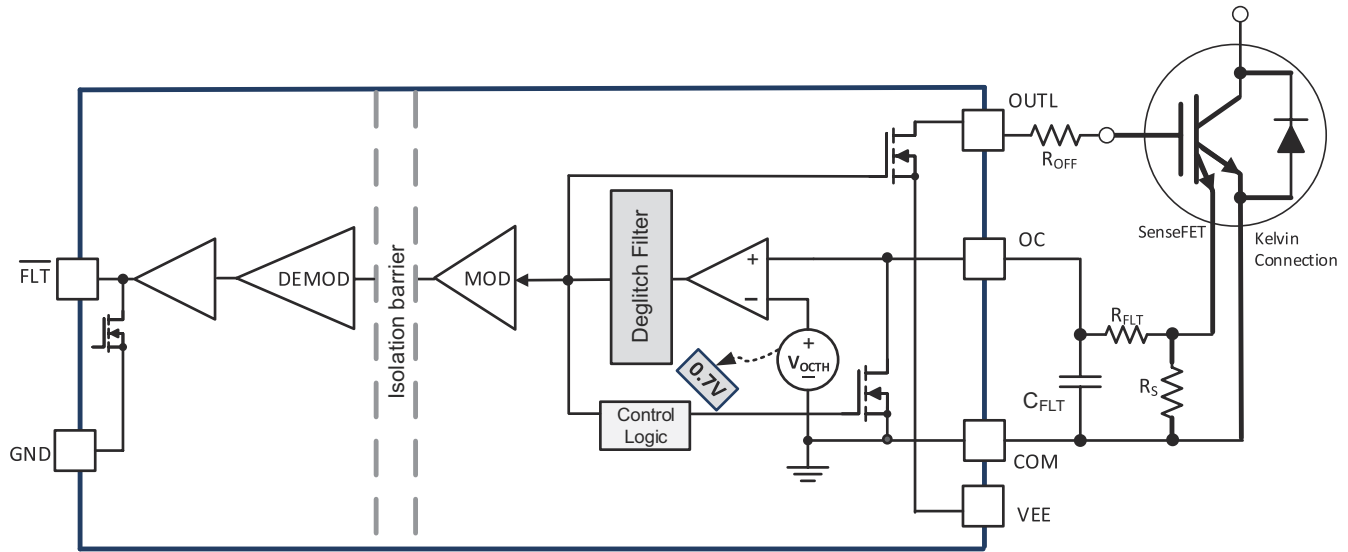 OUTL
R_OFF
SenseFET
Kelvin
Connection
OC
FLT
DEMOD
Isolation barrier
MOD
Deglitch Filter
+
−
+
V_OCTH
−
0.7V
R_FLT
R_S
C_FLT
Control
Logic
GND
COM
VEE